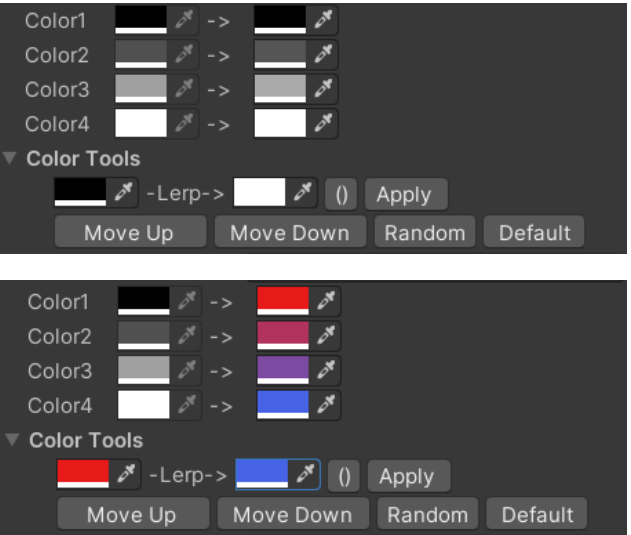 Color1 ->
Color2 ->
Color3 ->
Color4 ->
Color Tools
-Lerp-> () Apply
Move Up Move Down Random Default
Color1 ->
Color2 ->
Color3 ->
Color4 ->
Color Tools
-Lerp-> () Apply
Move Up Move Down Random Default